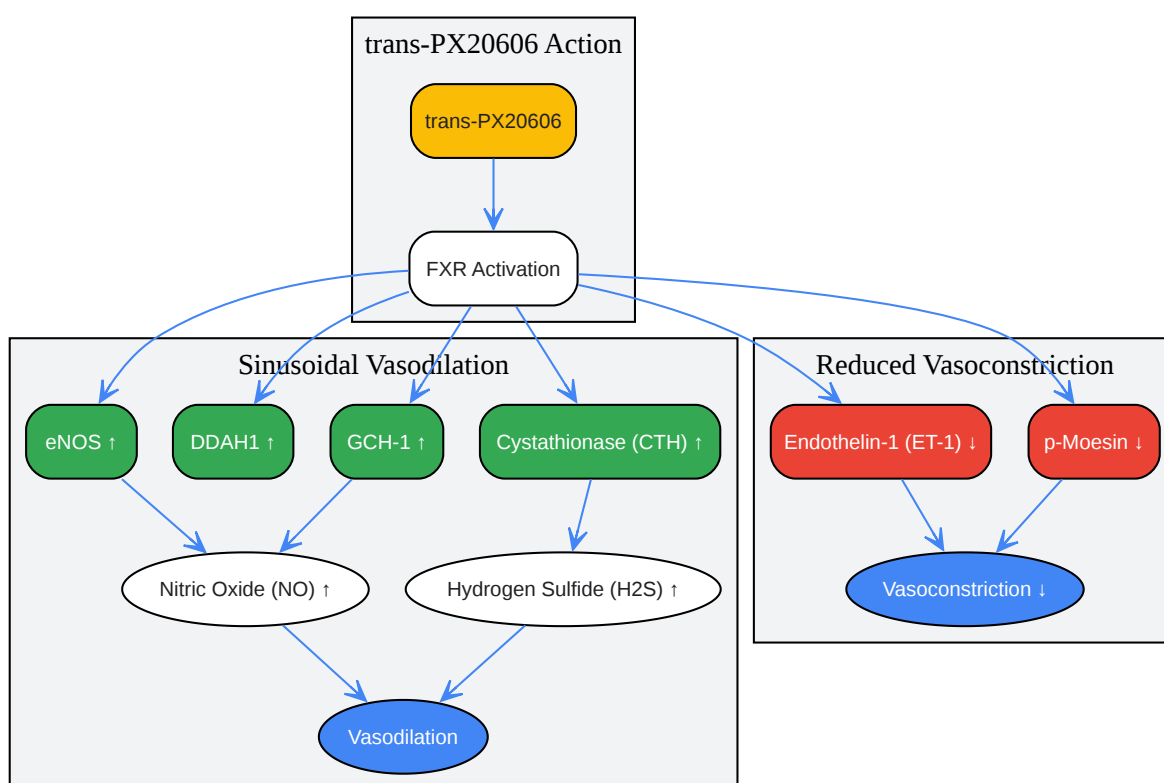 trans-PX20606 Action
trans-PX20606
FXR Activation
Sinusoidal Vasodilation
Reduced Vasoconstriction
eNOS ↑
DDAH1 ↑
GCH-1 ↑
Cystathionase (CTH) ↑
Endothelin-1 (ET-1) ↓
p-Moesin ↓
Nitric Oxide (NO) ↑
Hydrogen Sulfide (H2S) ↑
Vasoconstriction ↓
Vasodilation